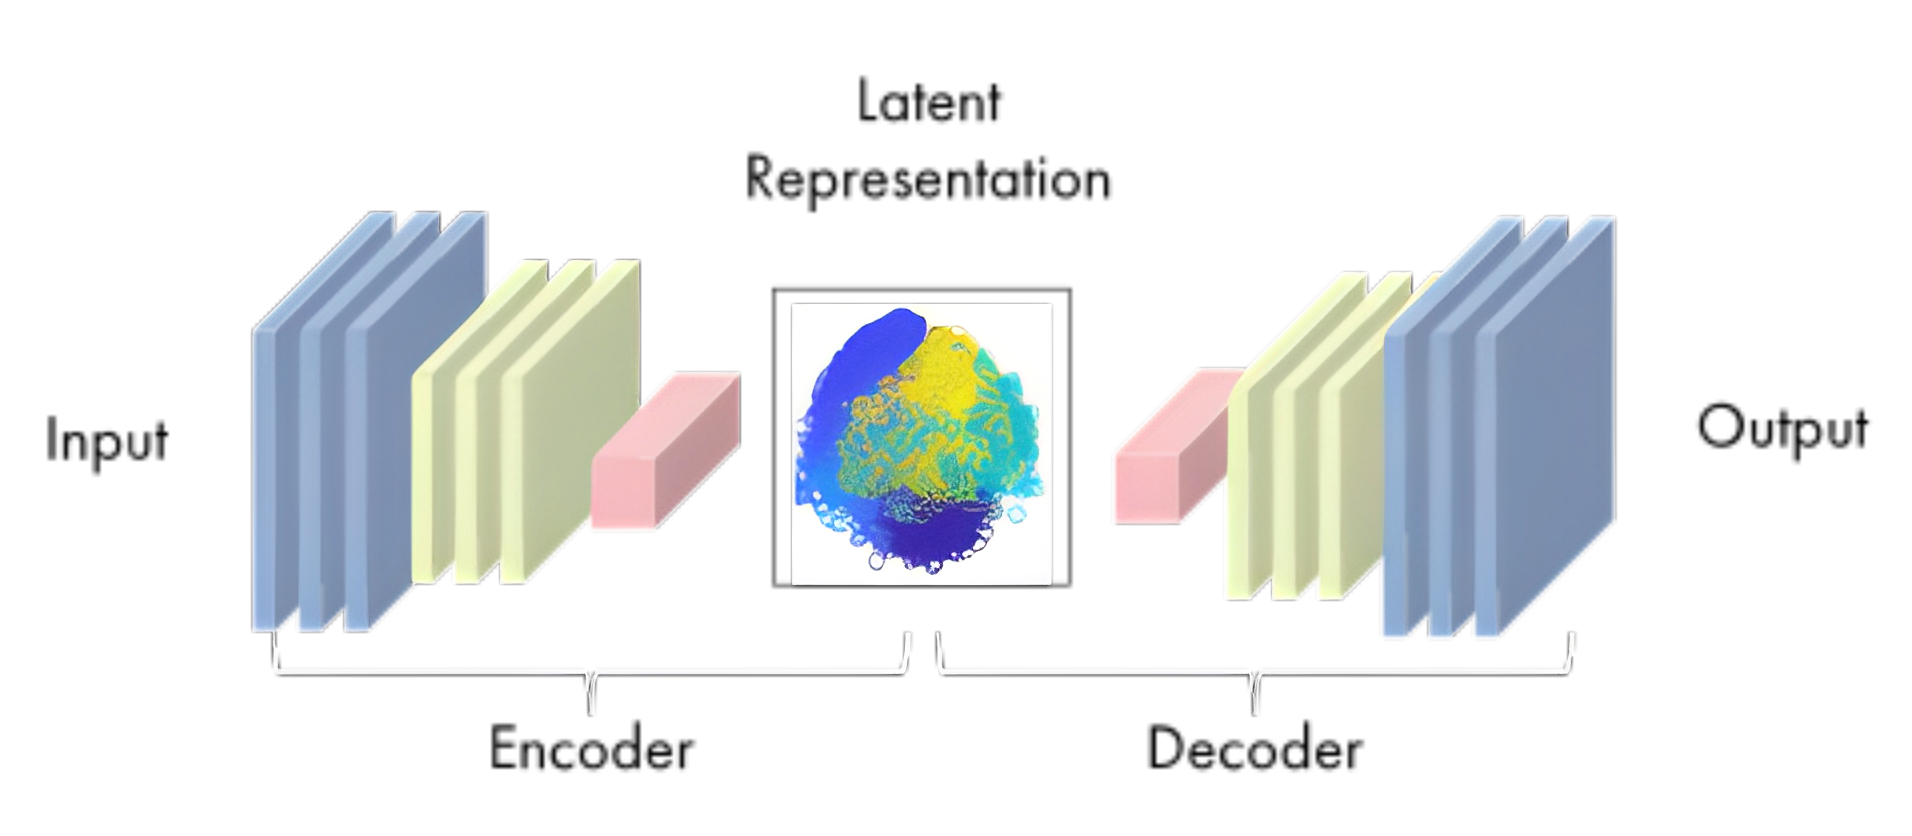 Latent
Representation
Input
Output
Encoder
Decoder